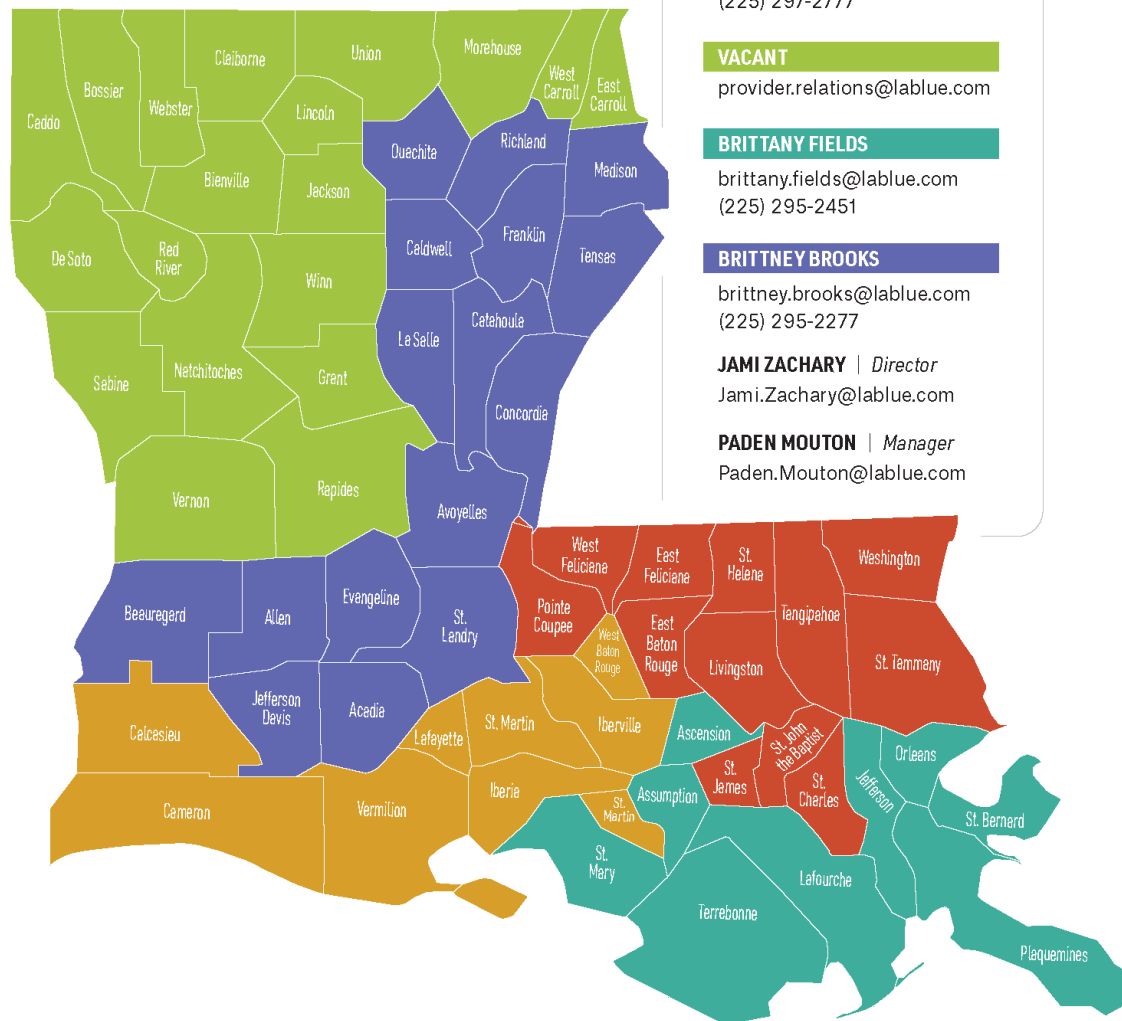 (225) 297-2777
VACANT
provider.relations@lablue.com
BRITTANY FIELDS
brittany.fields@lablue.com
(225) 295-2451
BRITTNEY BROOKS
brittney.brooks@lablue.com
(225) 295-2277
JAMI ZACHARY | Director
Jami.Zachary@lablue.com
PADEN MOUTON | Manager
Paden.Mouton@lablue.com
Caddo
Bossier
Webster
Claiborne
Union
Morehouse
West
Carroll
East
Carroll
Lincoln
Bienville
Jackson
Ouachita
Richland
Madison
De Soto
Red
River
Winn
Caldwell
Franklin
Tensas
Sabine
Natchitoches
Grant
La Salle
Catahoula
Concordia
Vernon
Rapides
Avoyelles
Beauregard
Allen
Evangeline
St.
Landry
Pointe
Coupee
West
Feliciana
East
Feliciana
St.
Helena
Tangipahoa
Washington
West
Baton
Rouge
East
Baton
Rouge
Livingston
St. Tammany
Calcasieu
Jefferson
Davis
Acadia
Lafayette
St. Martin
Iberville
Ascension
St. John
the Baptist
Orleans
Cameron
Vermilion
Iberia
St.
Martin
Assumption
St.
James
St.
Charles
Jefferson
St. Bernard
St.
Mary
Terrebonne
Lafourche
Plaquemines